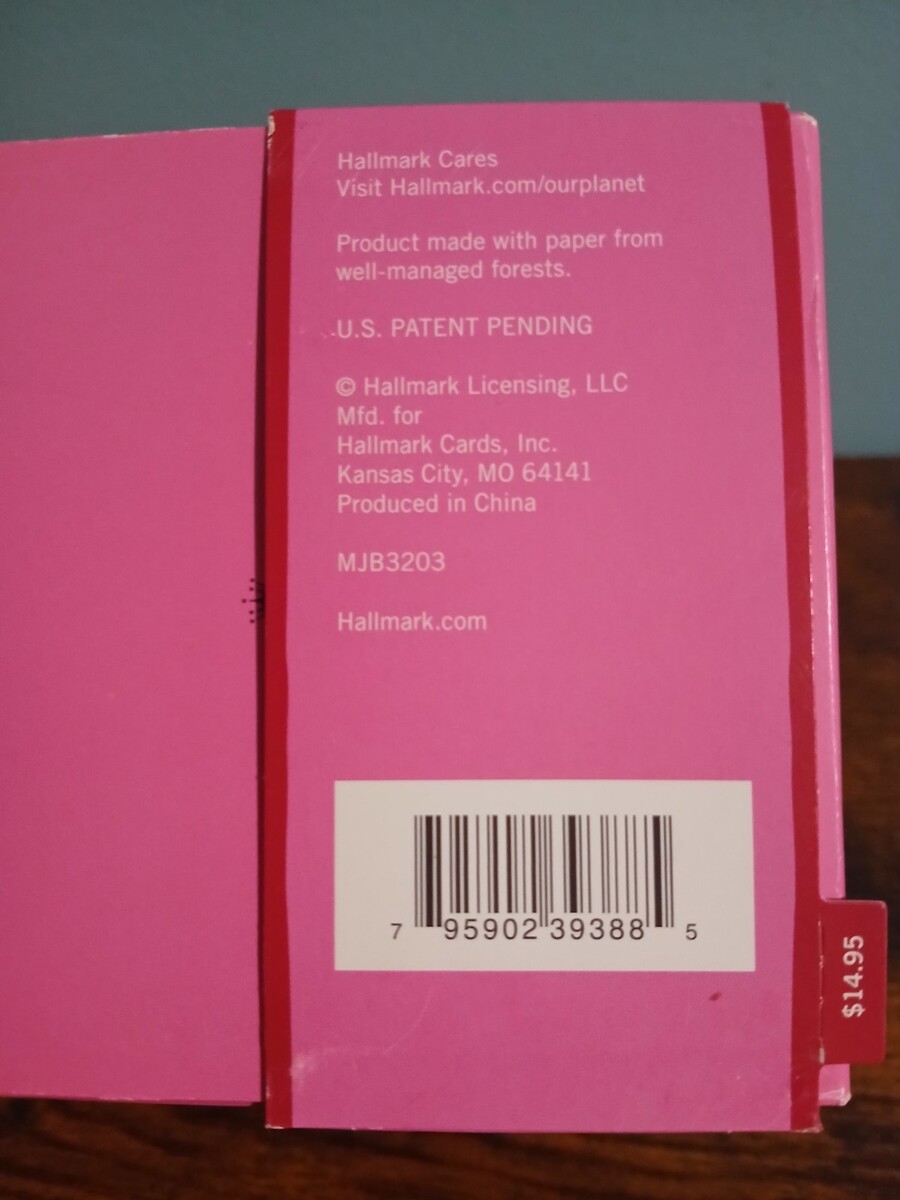 Hallmark Cares
Visit Hallmark.com/ourplanet
Product made with paper from
well-managed forests.
U.S. PATENT PENDING
© Hallmark Licensing, LLC
Mfd. for
Hallmark Cards, Inc.
Kansas City, MO 64141
Produced in China
MJB3203
Hallmark.com
7 95902 39388 5
$14.95